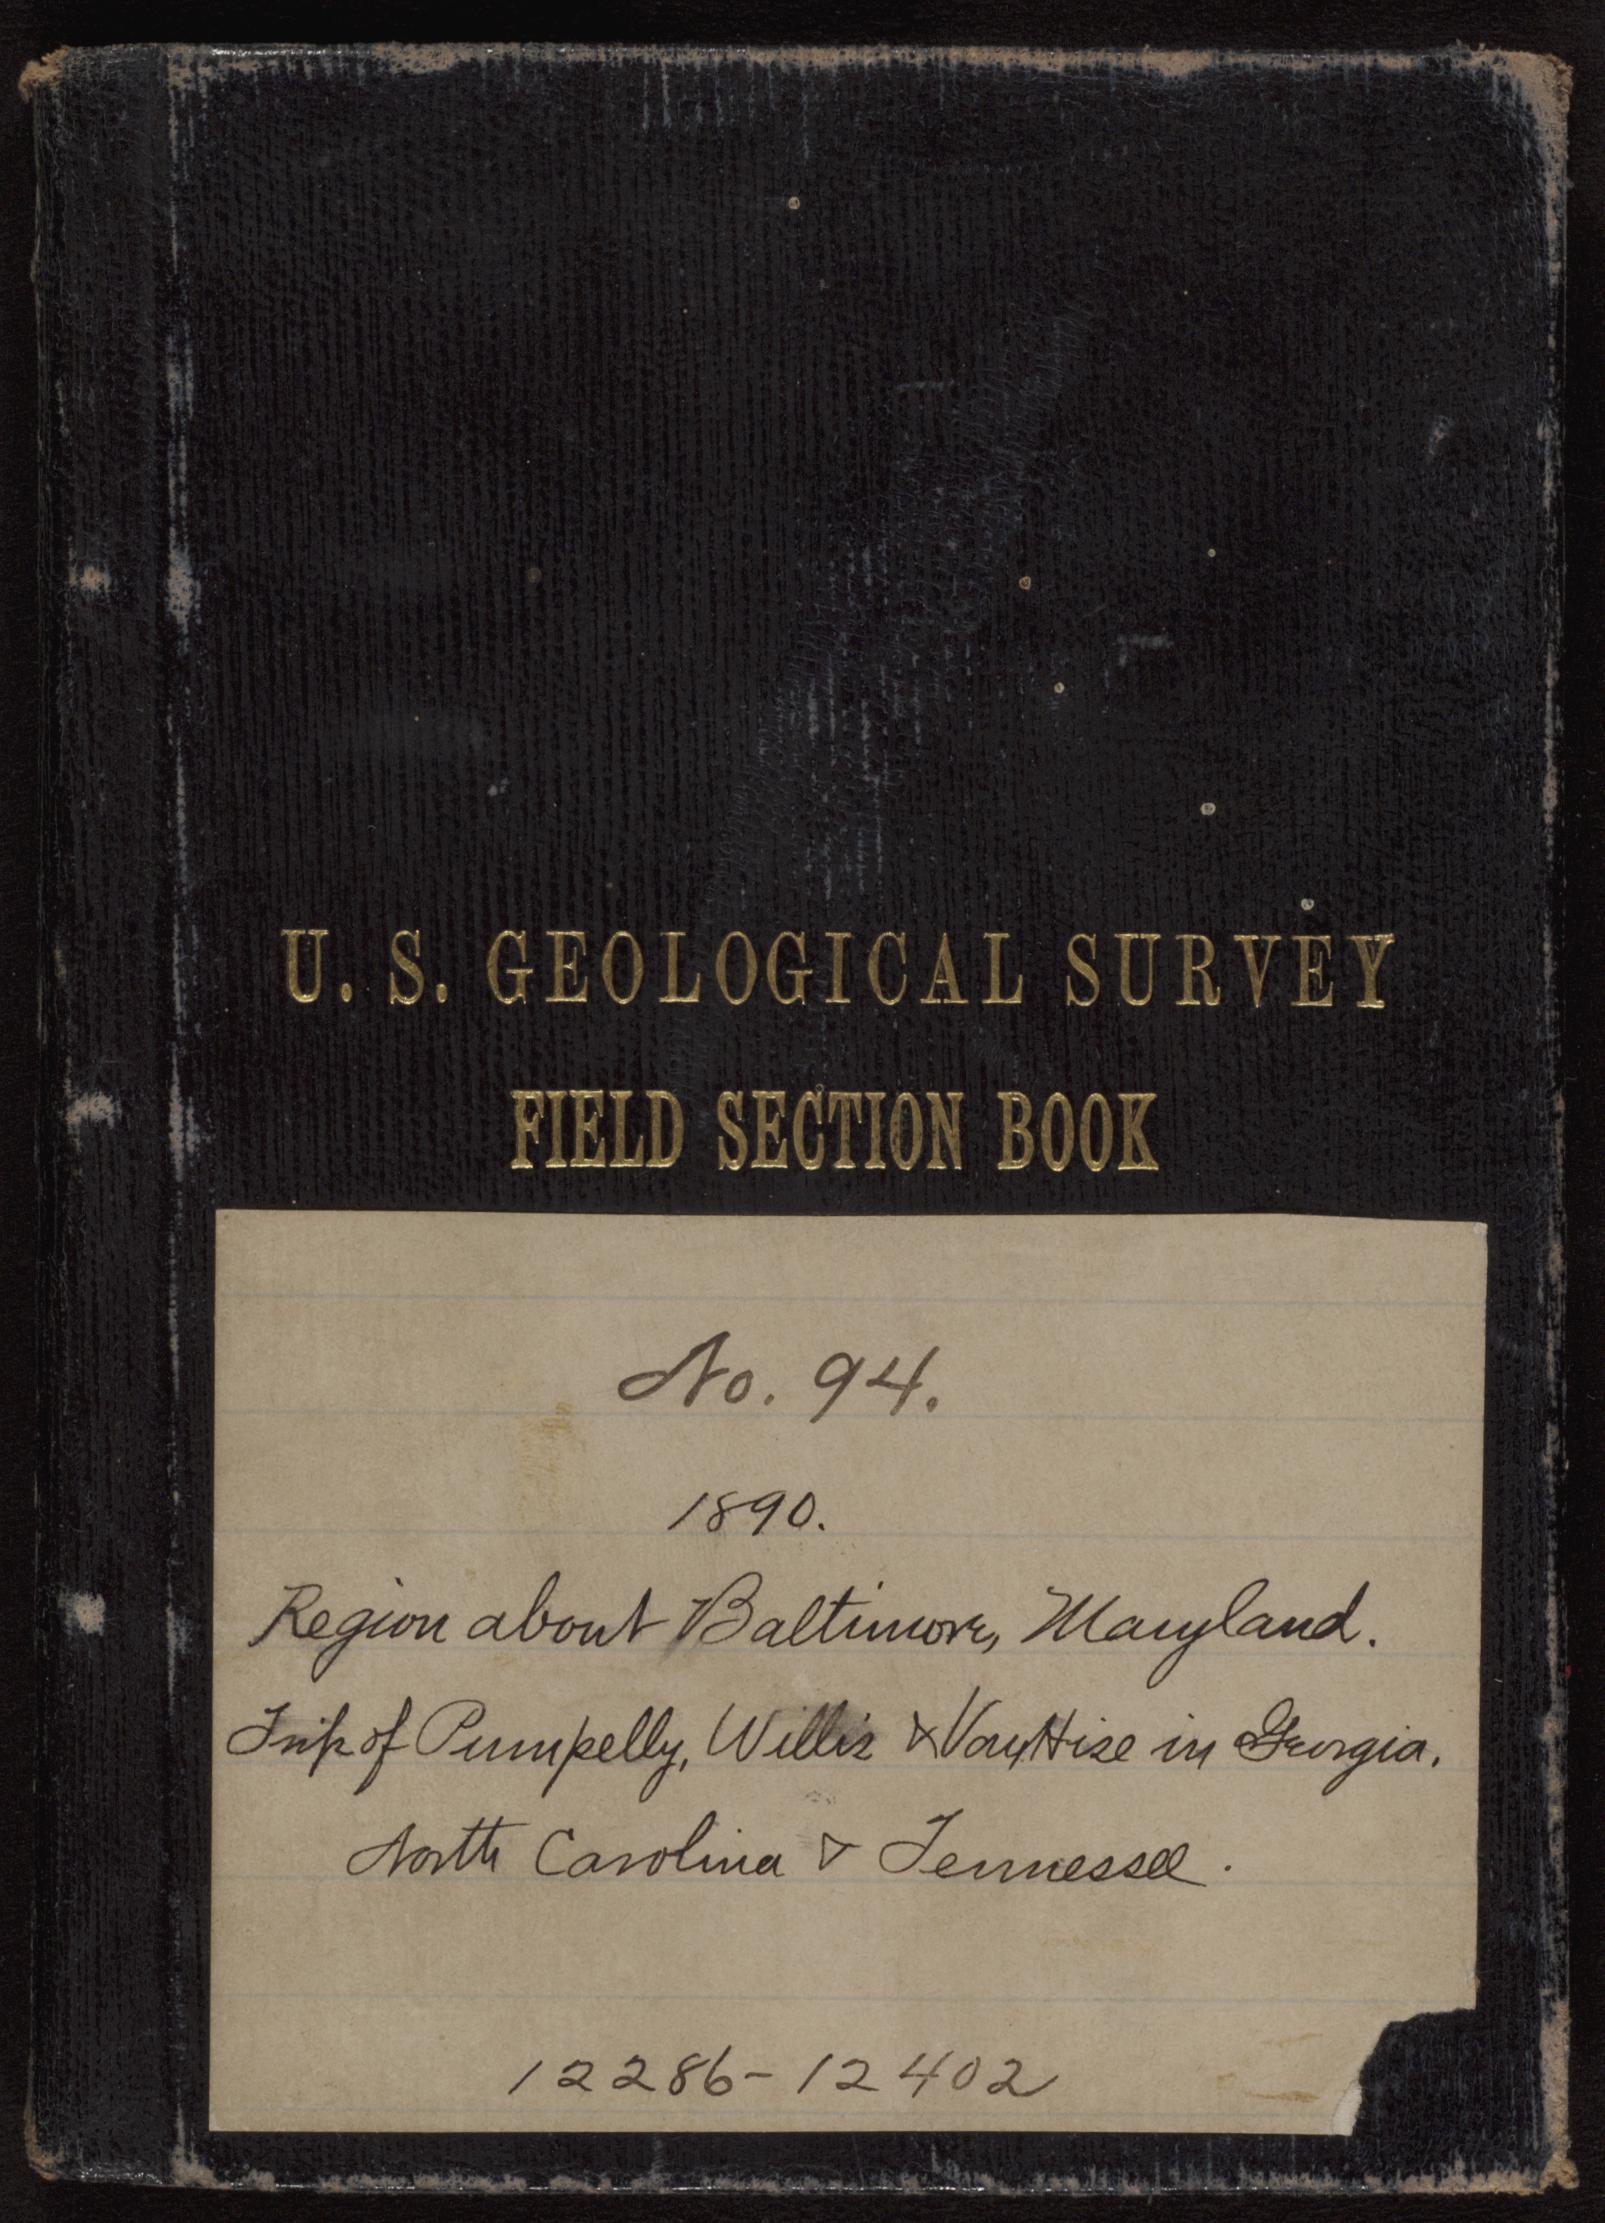 U. S. GEOLOGICAL SURVEY
FIELD SECTION BOOK
No. 94.
1890.
Region about Baltimore, Maryland.
Trip of Pumpelly, Willis & Van Hise in Georgia,
North Carolina & Tennessee.
12286-12402